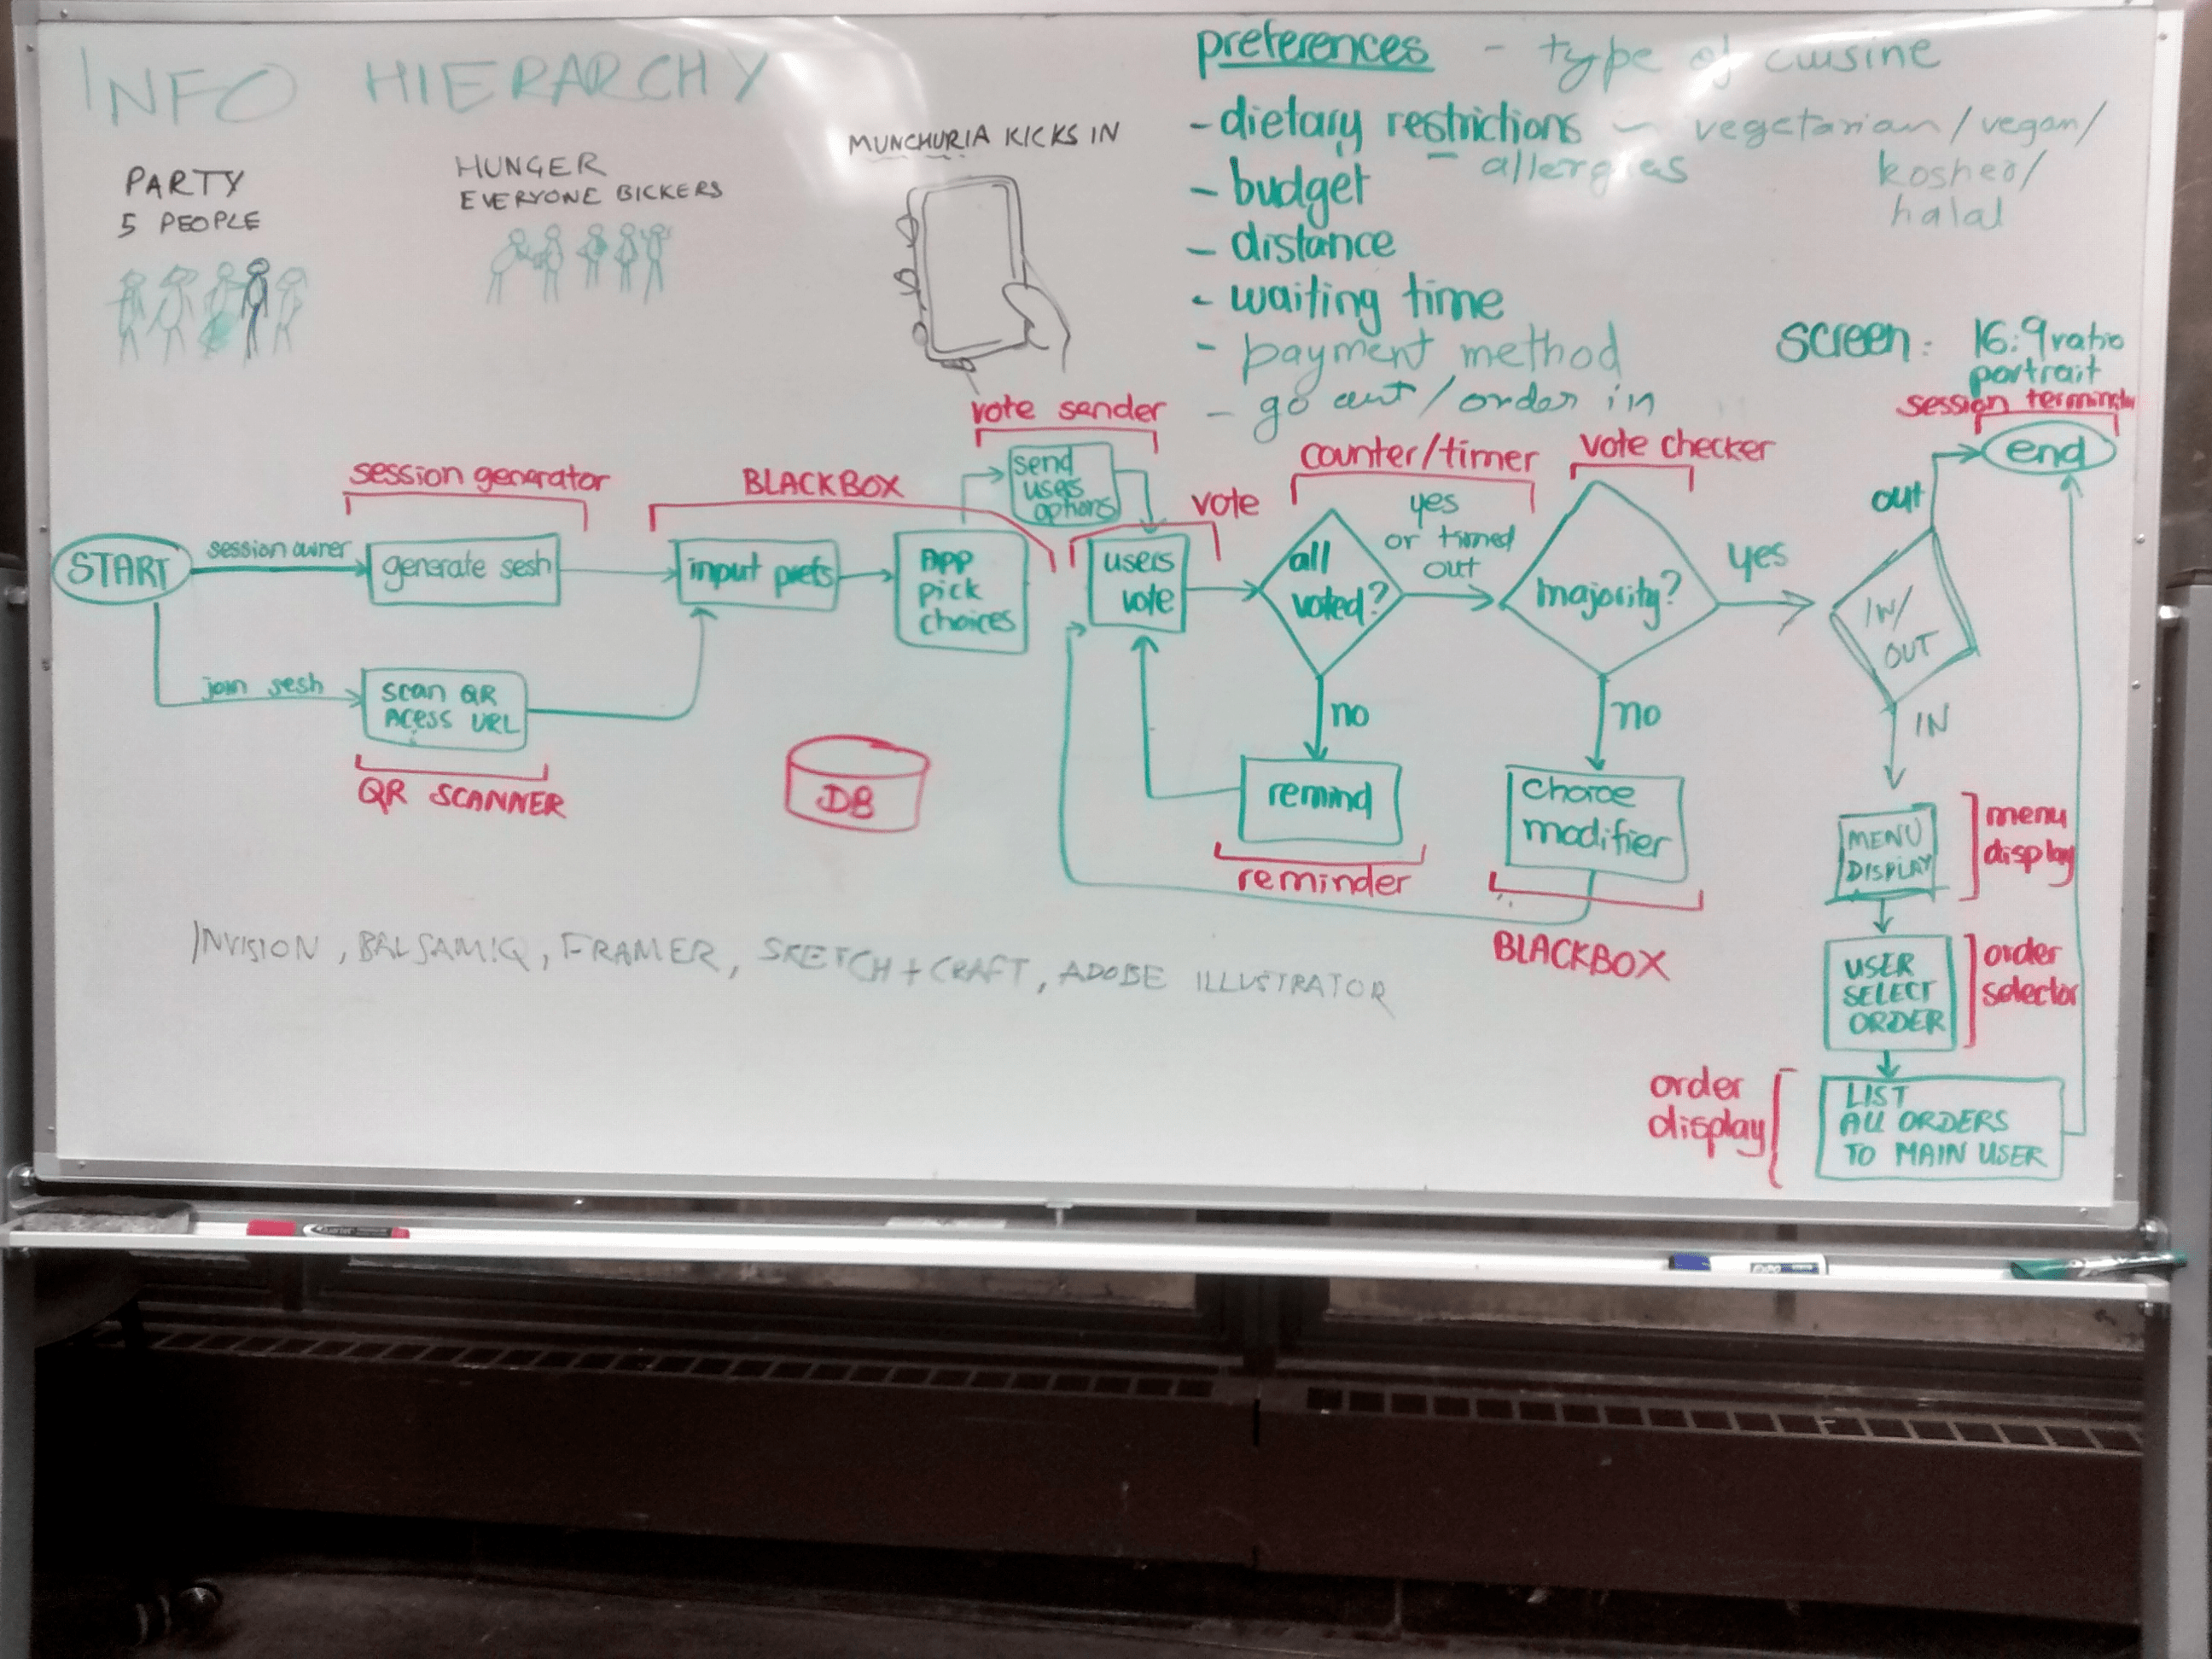 INFO HIERARCHY
PARTY
5 PEOPLE
HUNGER
EVERYONE BICKERS
MUNCHURIA KICKS IN
preferences - type of cuisine
- dietary restrictions - vegetarian/vegan/
kosher/
halal
- allergies
- budget
- distance
- waiting time
- payment method
- go out/order in
SCREEN: 16:9 ratio
portrait
session terminator
end
vote sender
send
users
options
session generator
BLACKBOX
vote
counter/timer
vote checker
START
session owner
generate sesh
input prefs
APP
pick
choices
users
vote
all
voted?
yes
or timed
out
majority?
yes
IN/
OUT
out
join sesh
scan QR
ACESS URL
QR SCANNER
DB
no
remind
reminder
no
Choice
modifier
BLACKBOX
IN
MENU
DISPLAY
menu
display
USER
SELECT
ORDER
order
selector
order
display
LIST
ALL ORDERS
TO MAIN USER
INVISION, BALSAMIQ, FRAMER, SKETCH + CRAFT, ADOBE ILLUSTRATOR